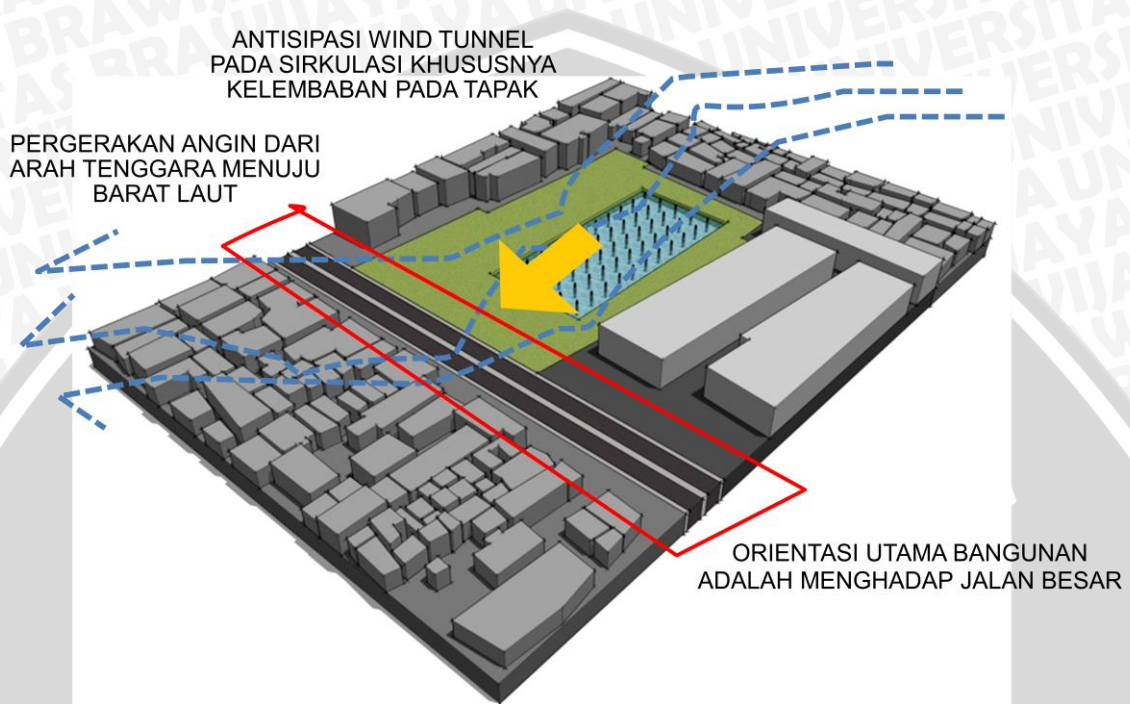 ANTISIPASI WIND TUNNEL
PADA SIRKULASI KHUSUSNYA
KELEMBABAN PADA TAPAK
PERGERAKAN ANGIN DARI
ARAH TENGGARA MENUJU
BARAT LAUT
ORIENTASI UTAMA BANGUNAN
ADALAH MENGHADAP JALAN BESAR